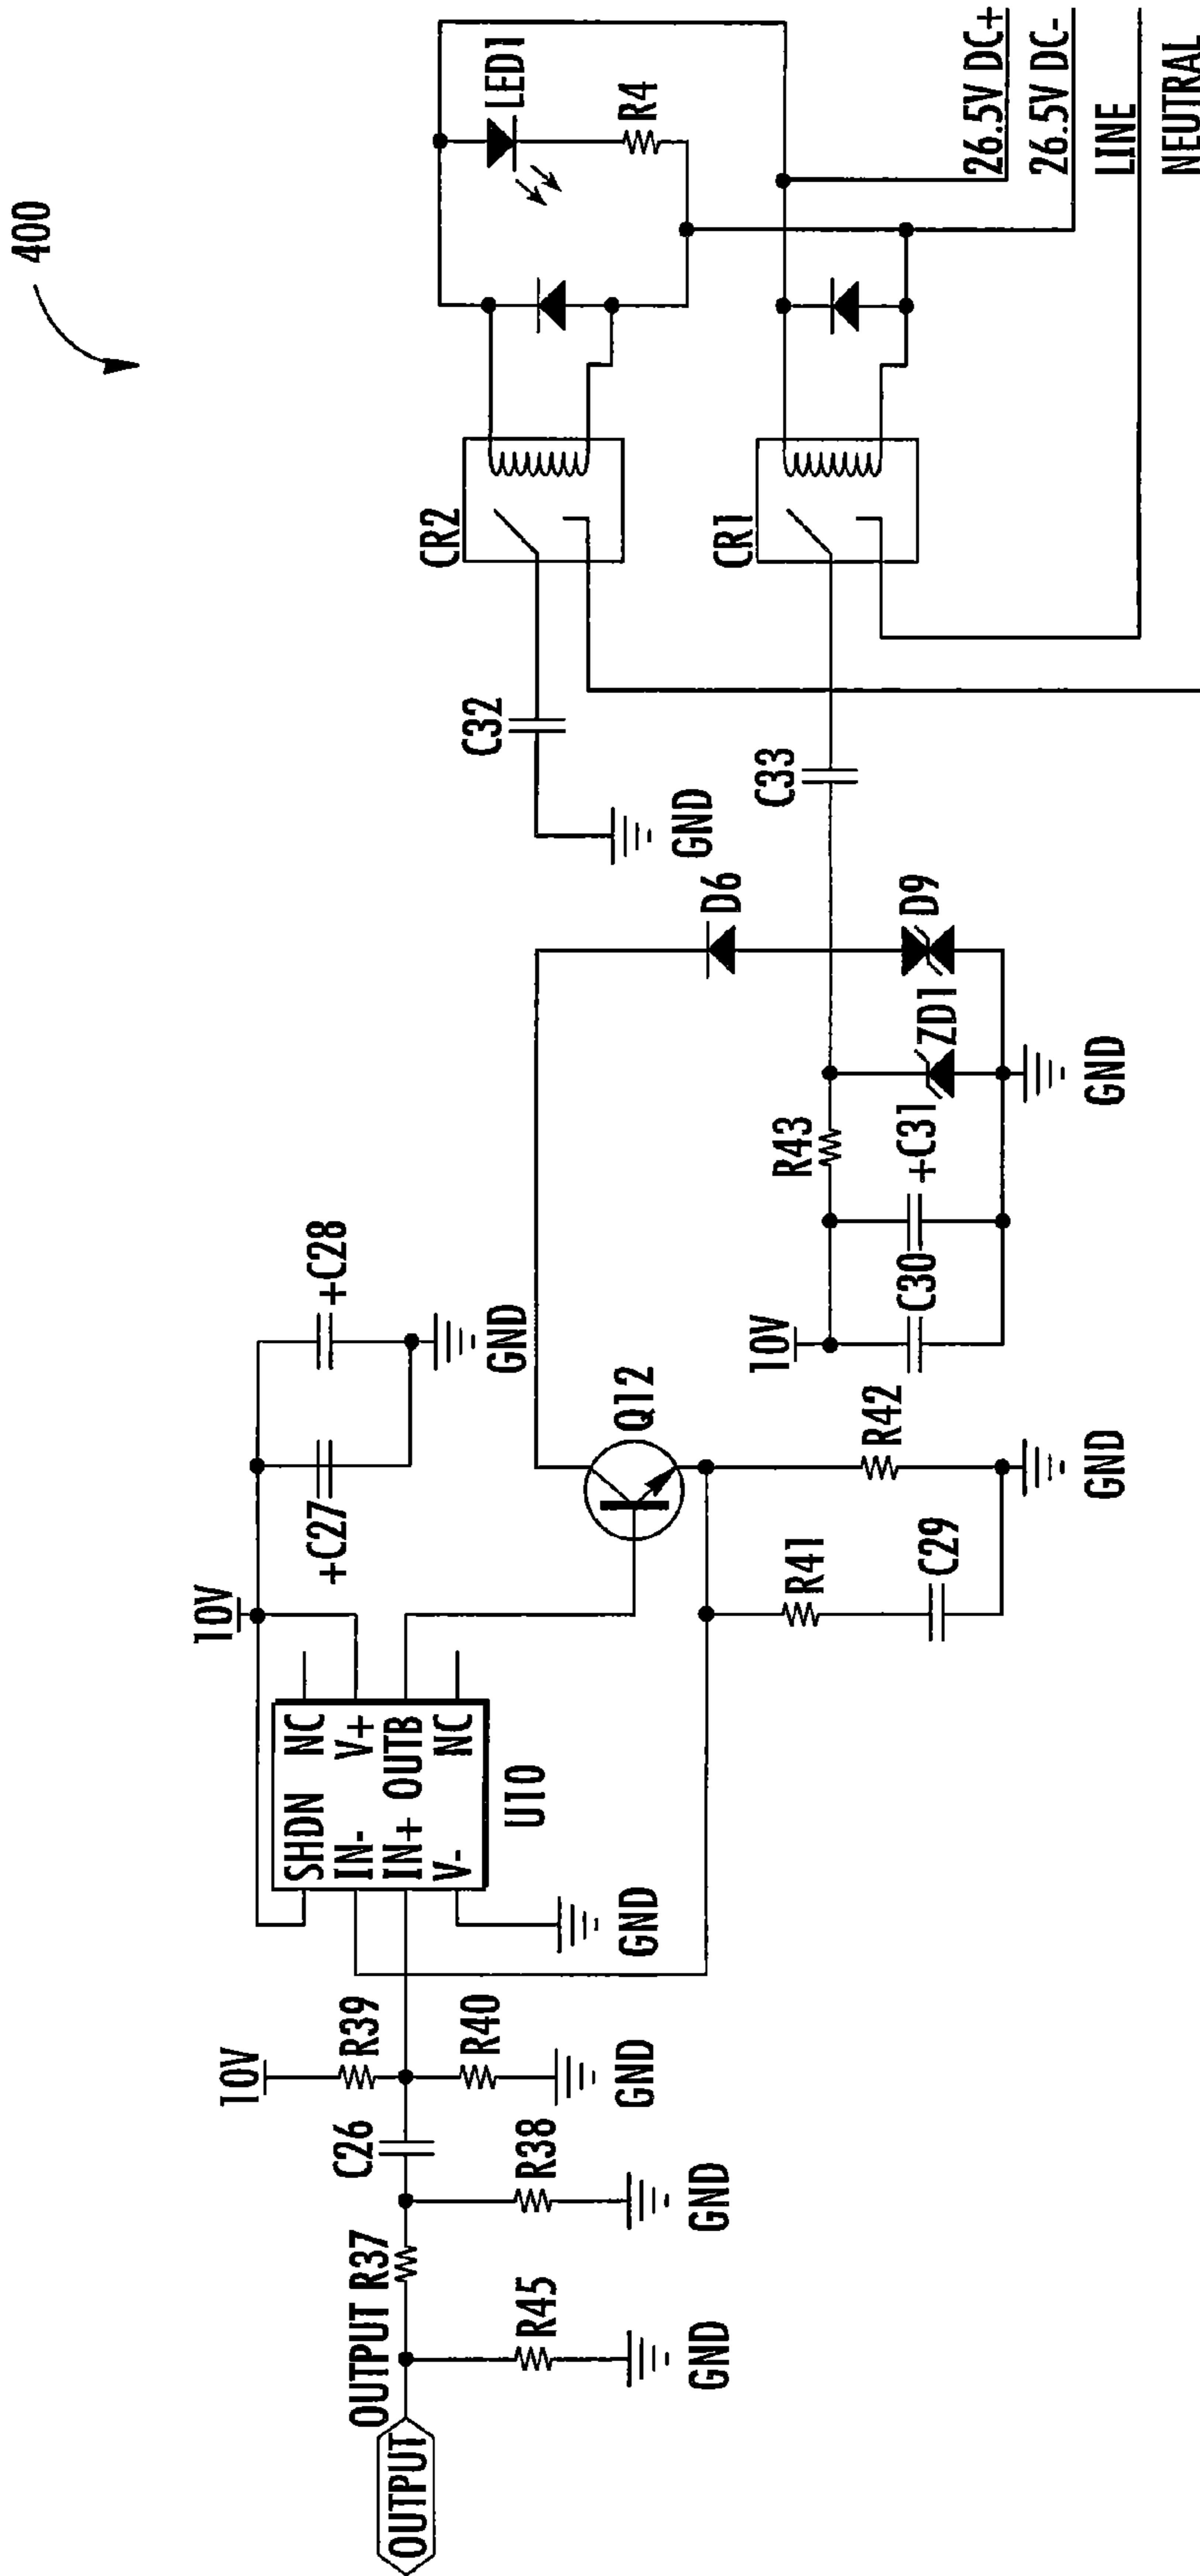 400
OUTPUT
OUTPUT R37
R45
GND
R38
GND
C26
10V
R39
R40
GND
SHDN NC
IN- V+
IN+ OUTB
V- NC
U10
GND
10V
+C27
+C28
GND
Q12
R41
C29
R42
GND
10V
C30
+C31
R43
ZD1
GND
D6
D9
C33
C32
GND
CR2
CR1
LED1
R4
26.5V DC+
26.5V DC-
LINE
NEUTRAL